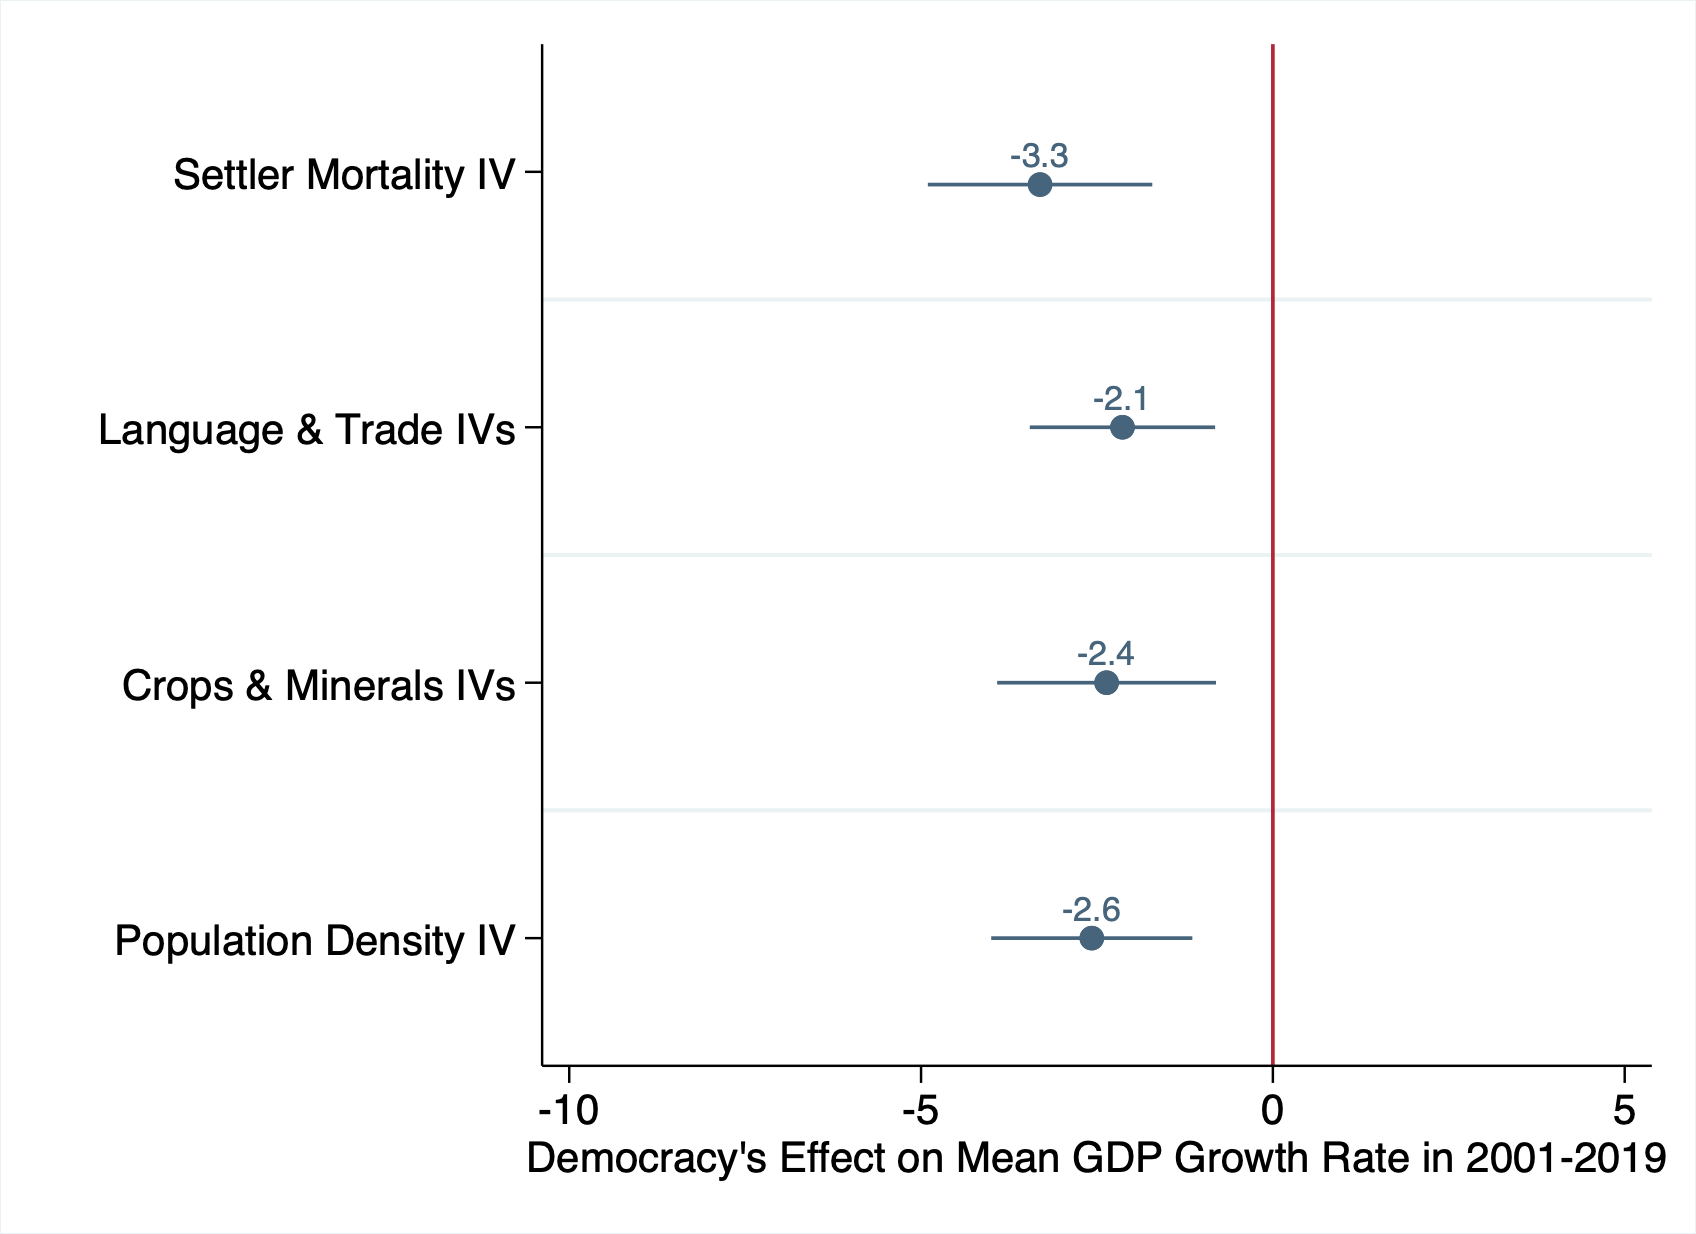 -3.3
Settler Mortality IV
-2.1
Language & Trade IVs
-2.4
Crops & Minerals IVs
-2.6
Population Density IV
-10 -5 0 5
Democracy's Effect on Mean GDP Growth Rate in 2001-2019